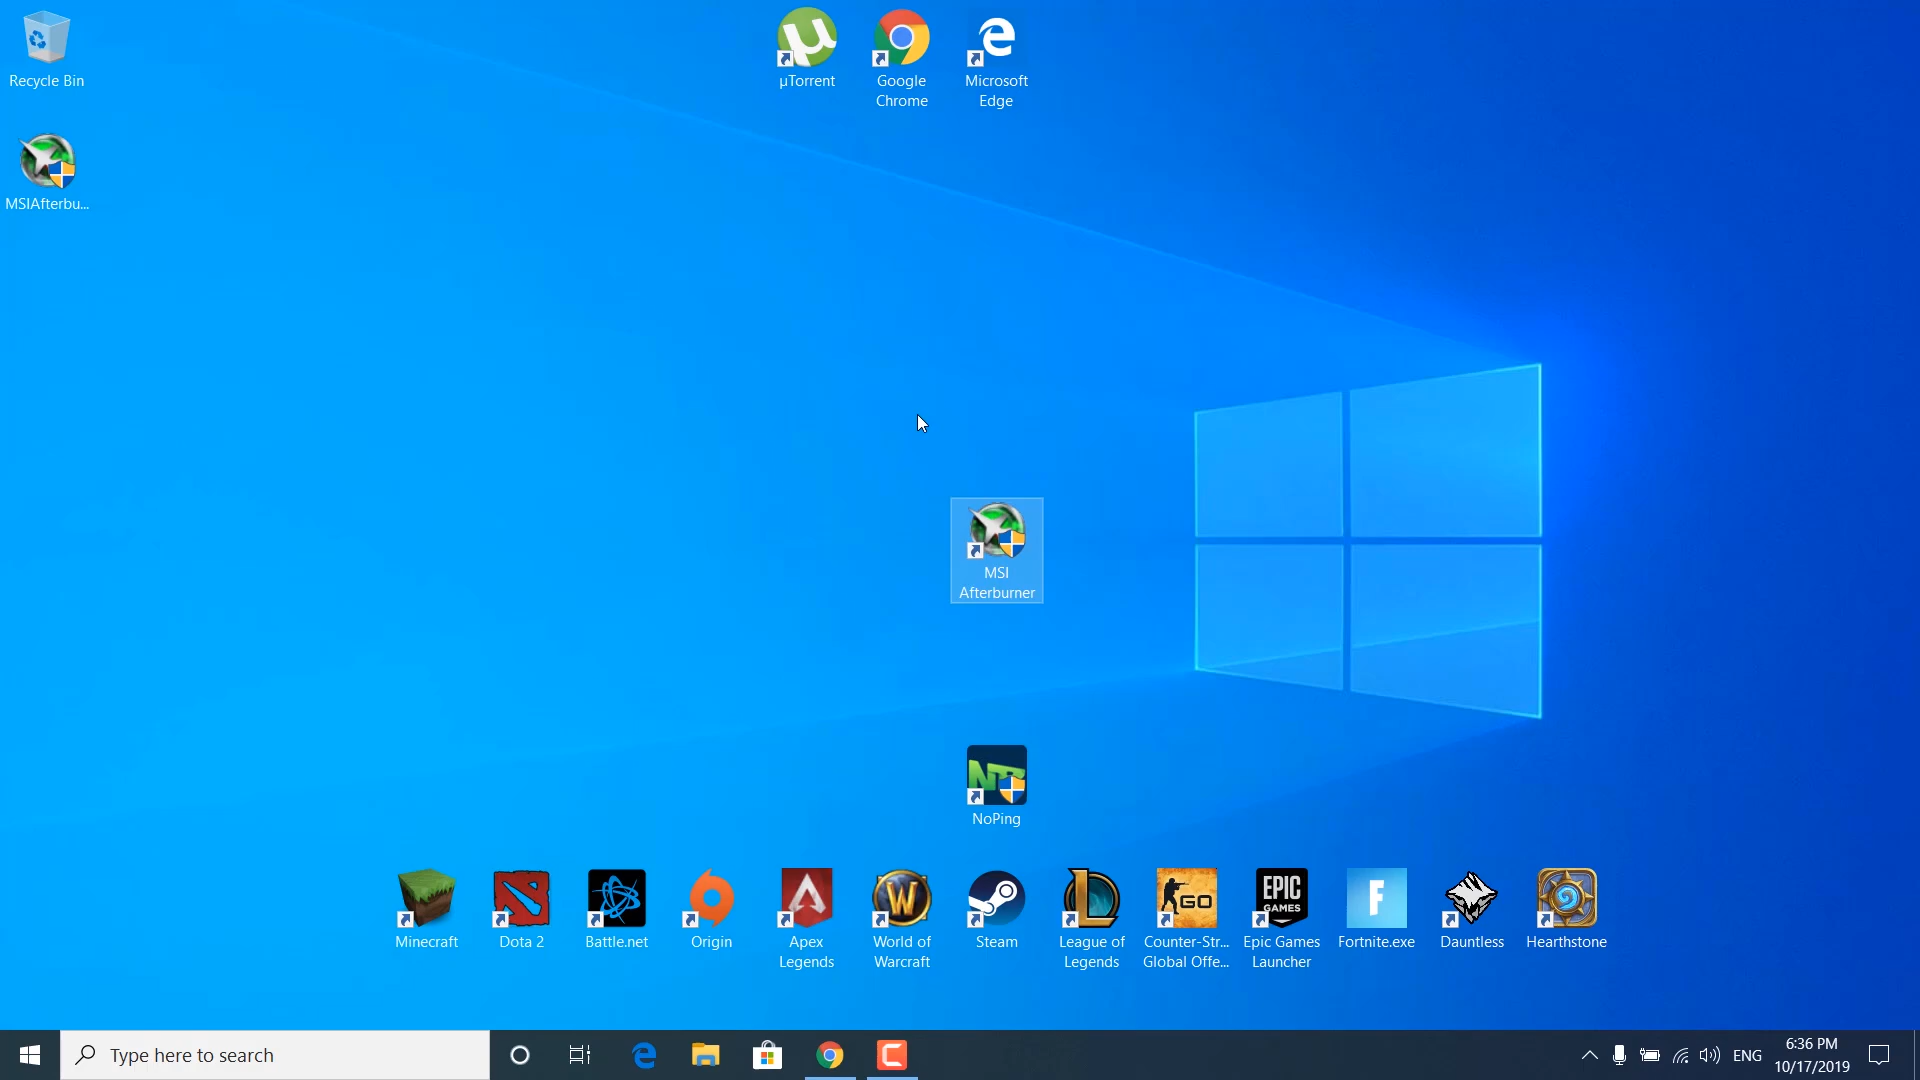 Recycle Bin
µTorrent
Google
Chrome
Microsoft
Edge
MSIAfterbu...
MSI
Afterburner
NoPing
Minecraft
Dota 2
Battle.net
Origin
Apex
Legends
World of
Warcraft
Steam
League of
Legends
GO
Counter-Str...
Global Offe...
EPIC
GAMES
Epic Games
Launcher
Fortnite.exe
Dauntless
Hearthstone
Type here to search
ENG
6:36 PM
10/17/2019